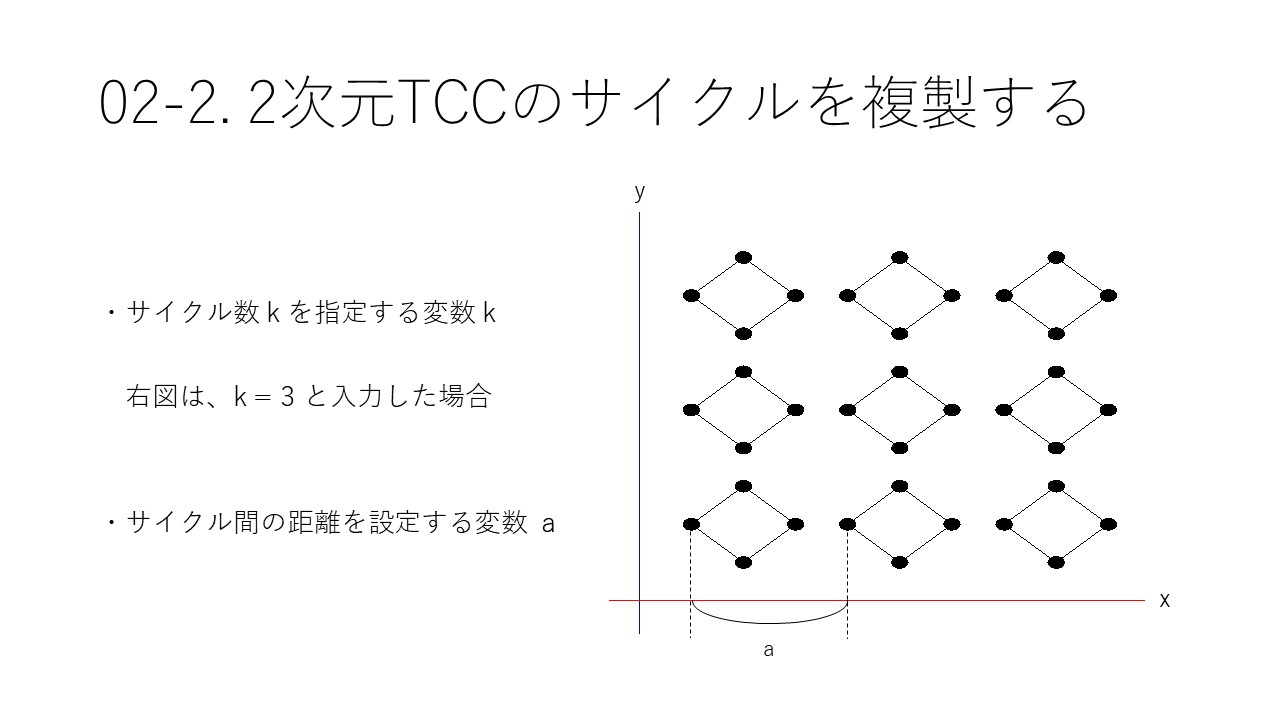 02-2. 2次元TCCのサイクルを複製する
・サイクル数 k を指定する変数 k
右図は、k = 3 と入力した場合
・サイクル間の距離を設定する変数 a
y
x
a